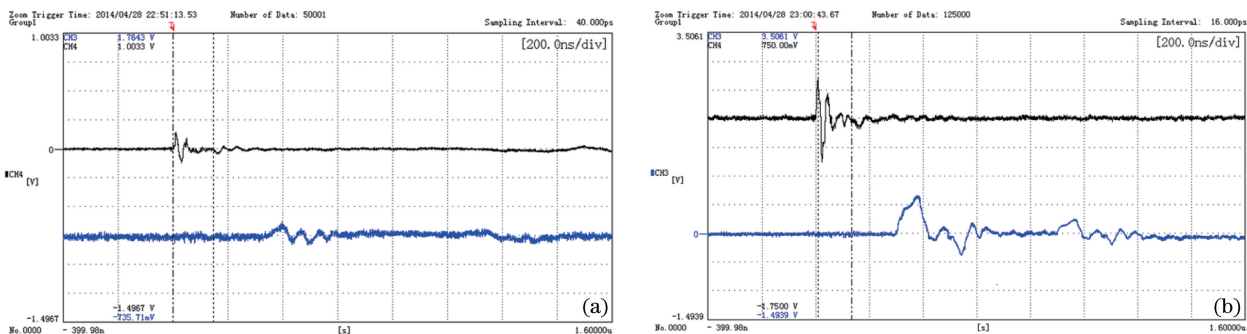 Zoom Trigger Time: 2014/04/28 22:51:13.53 Number of Data: 50001
Group1 Sampling Interval: 40.000ps
1.0033 CH3 1.7643 V [200.0ns/div]
CH4 1.0033 V
0
CH4
[V]
-1.4967 V
-735.71mV
-1.4967
(a)
No.0000 - 399.98n [s] 1.60000u
Zoom Trigger Time: 2014/04/28 23:00:43.67 Number of Data: 125000
Group1 Sampling Interval: 16.000ps
3.5061 CH3 3.5061 V [200.0ns/div]
CH4 750.00mV
CH3
[V]
0
-1.7500 V
-1.4939 V
-1.4939
(b)
No.0000 - 399.98n [s] 1.6000u